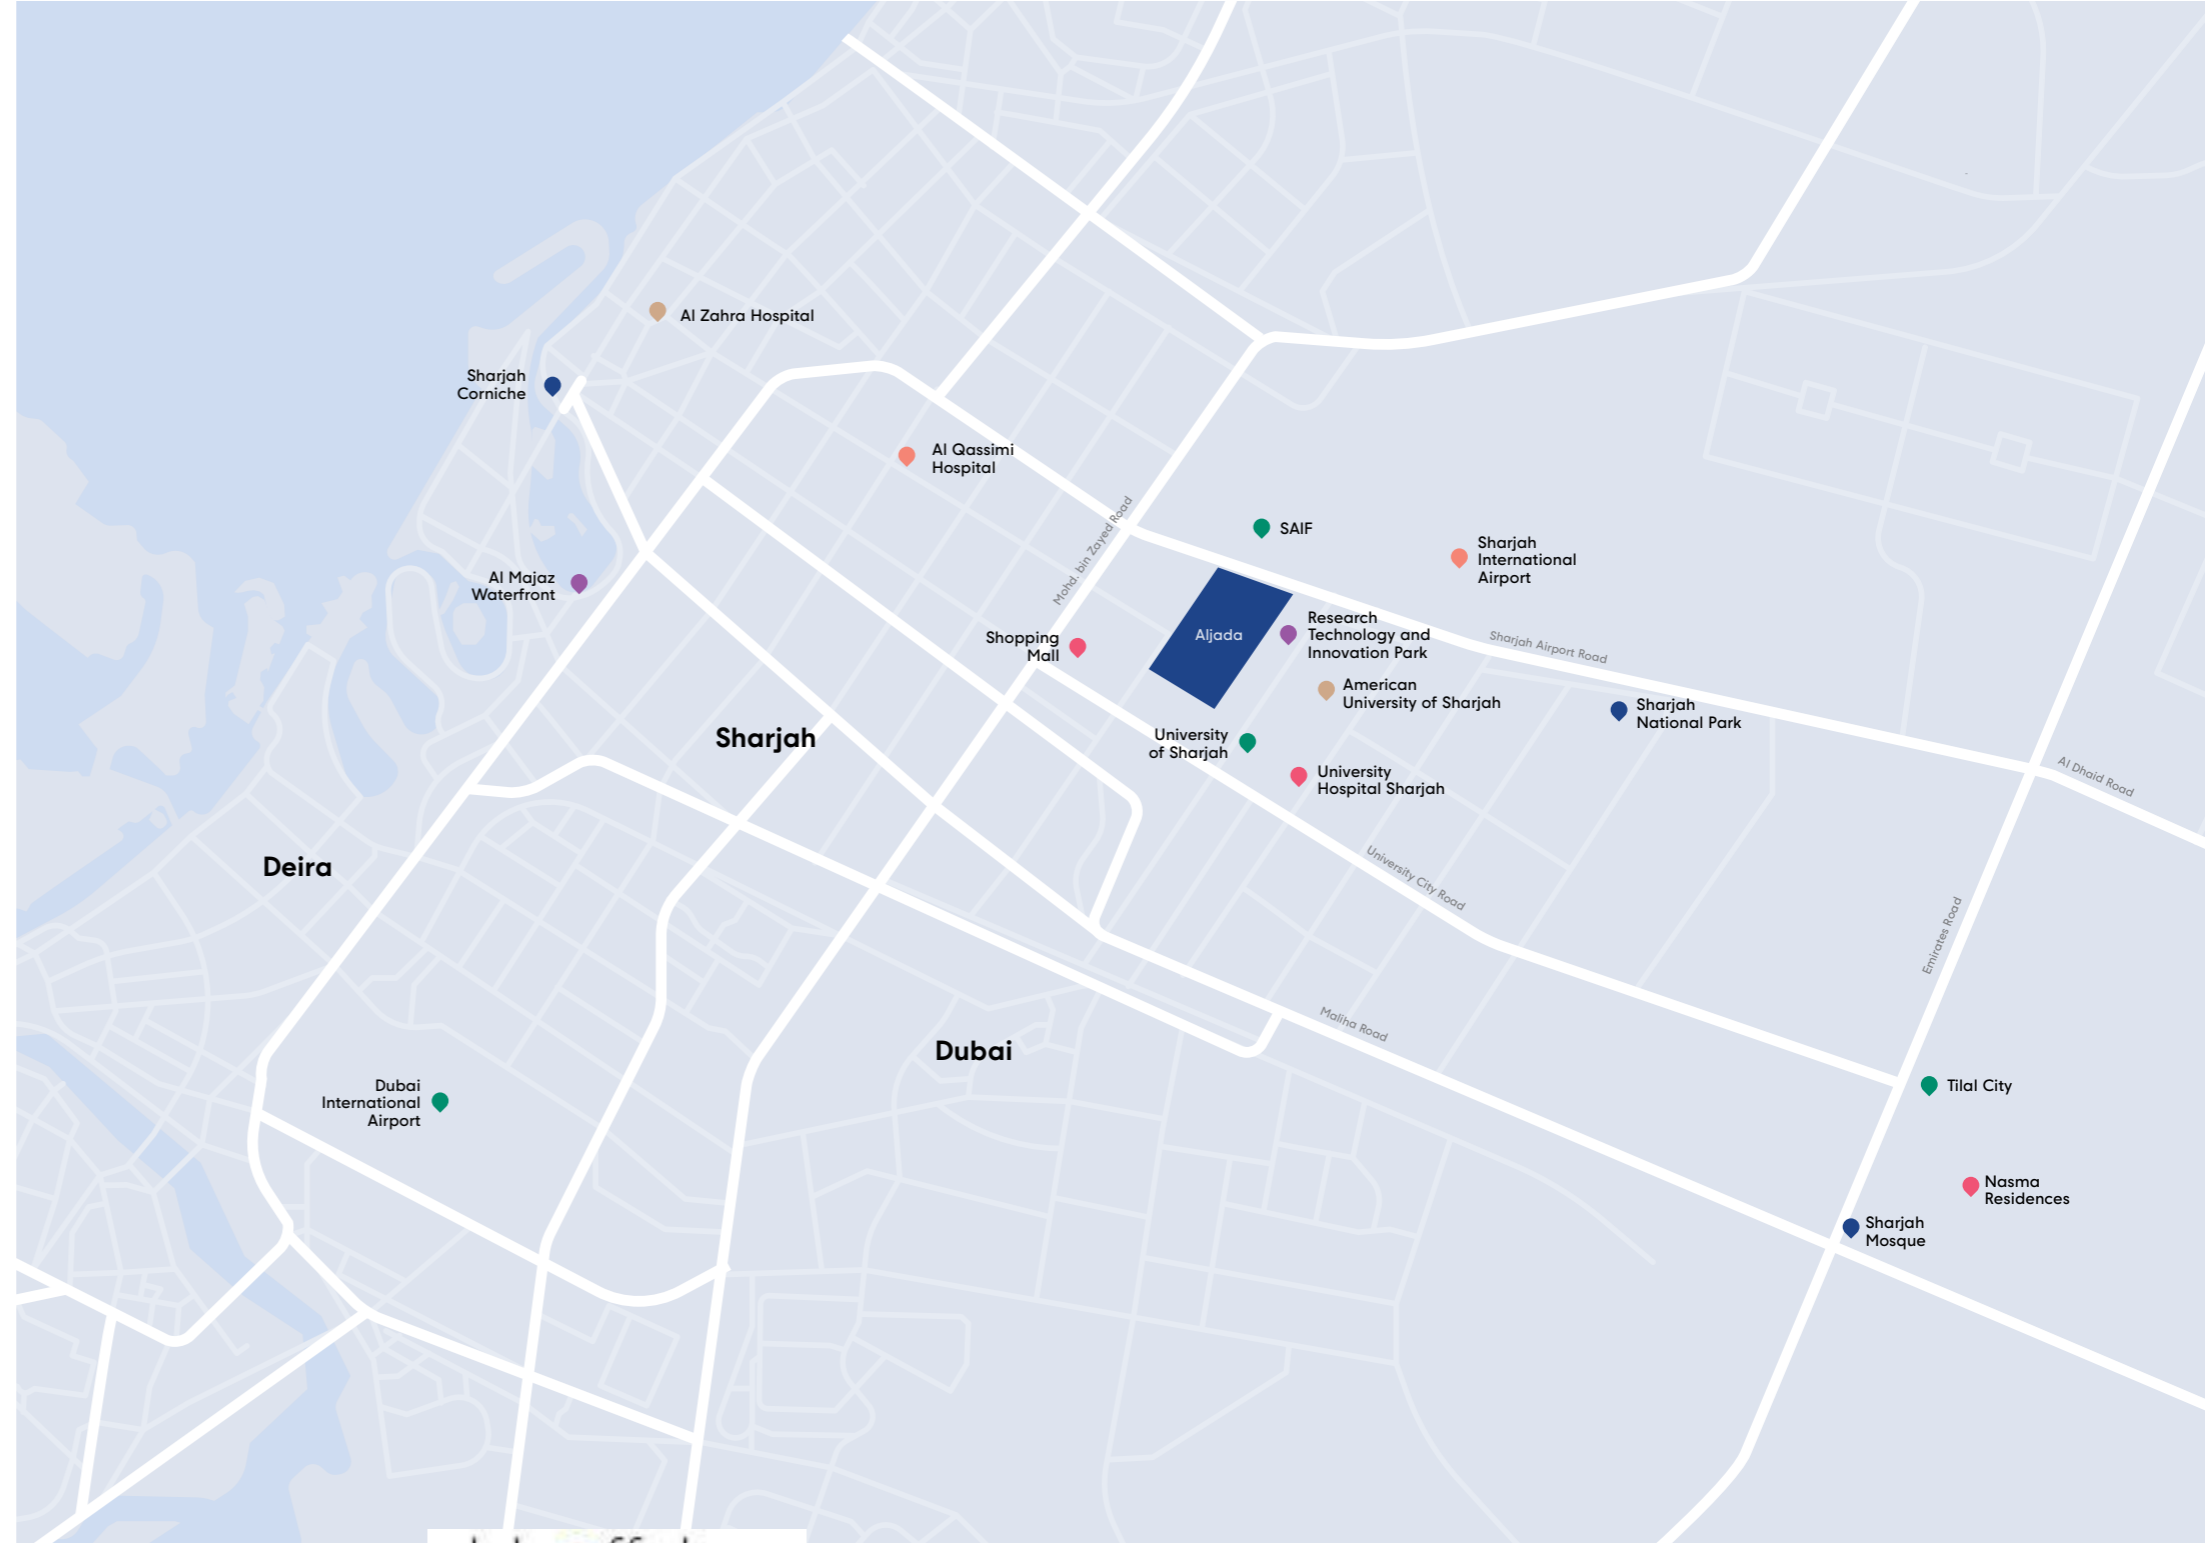 Al Zahra Hospital
Sharjah
Corniche
Al Qassimi
Hospital
Mohd. bin Zayed Road
SAIF
Sharjah
International
Airport
Al Majaz
Waterfront
Shopping
Mall
Aljada
Research
Technology and
Innovation Park
Sharjah Airport Road
American
University of Sharjah
Sharjah
National Park
Sharjah
University
of Sharjah
University
Hospital Sharjah
Al Dhaid Road
Deira
University City Road
Emirates Road
Dubai
Maliha Road
Dubai
International
Airport
Tilal City
Nasma
Residences
Sharjah
Mosque